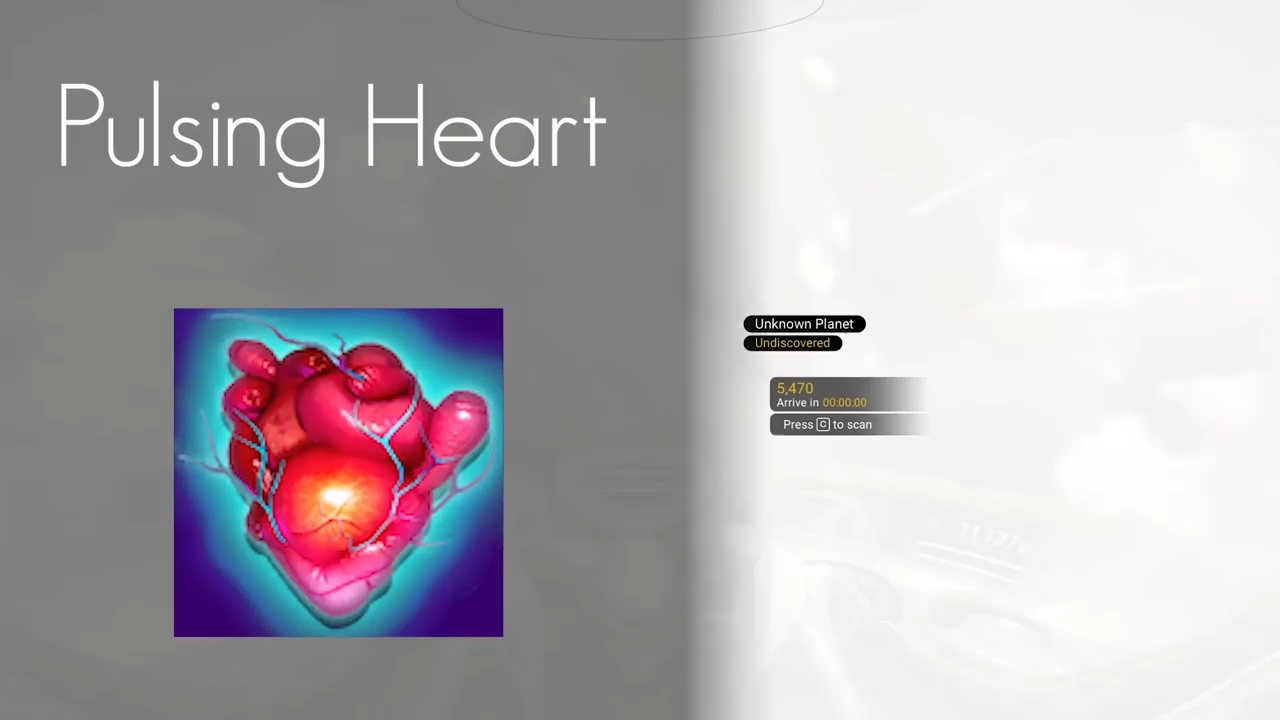 Pulsing Heart
Unknown Planet
Undiscovered
5,470
Arrive in 00:00:00
Press C to scan